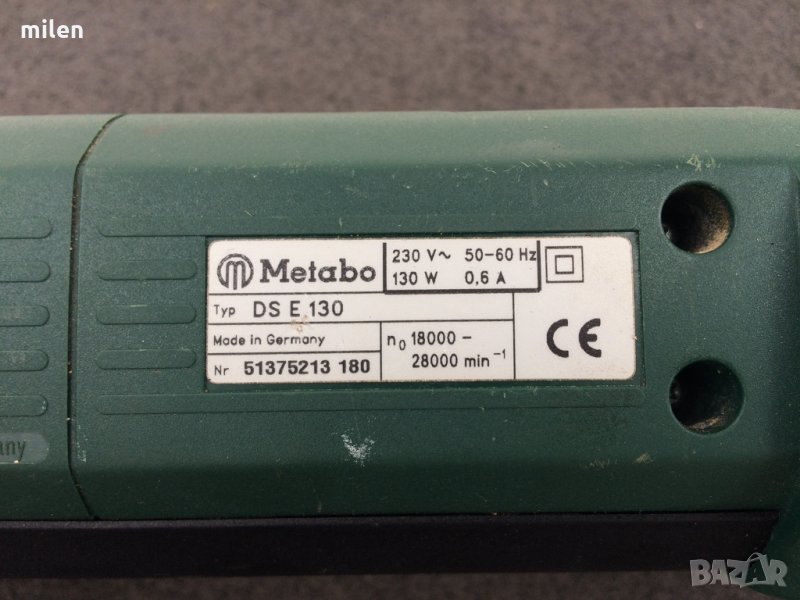 milen
Metabo
230 V~ 50-60 Hz
130 W 0,6 A
Typ DS E 130
Made in Germany
n₀ 18000 -
28000 min⁻¹
Nr 51375213 180
CE
any
BAZAR